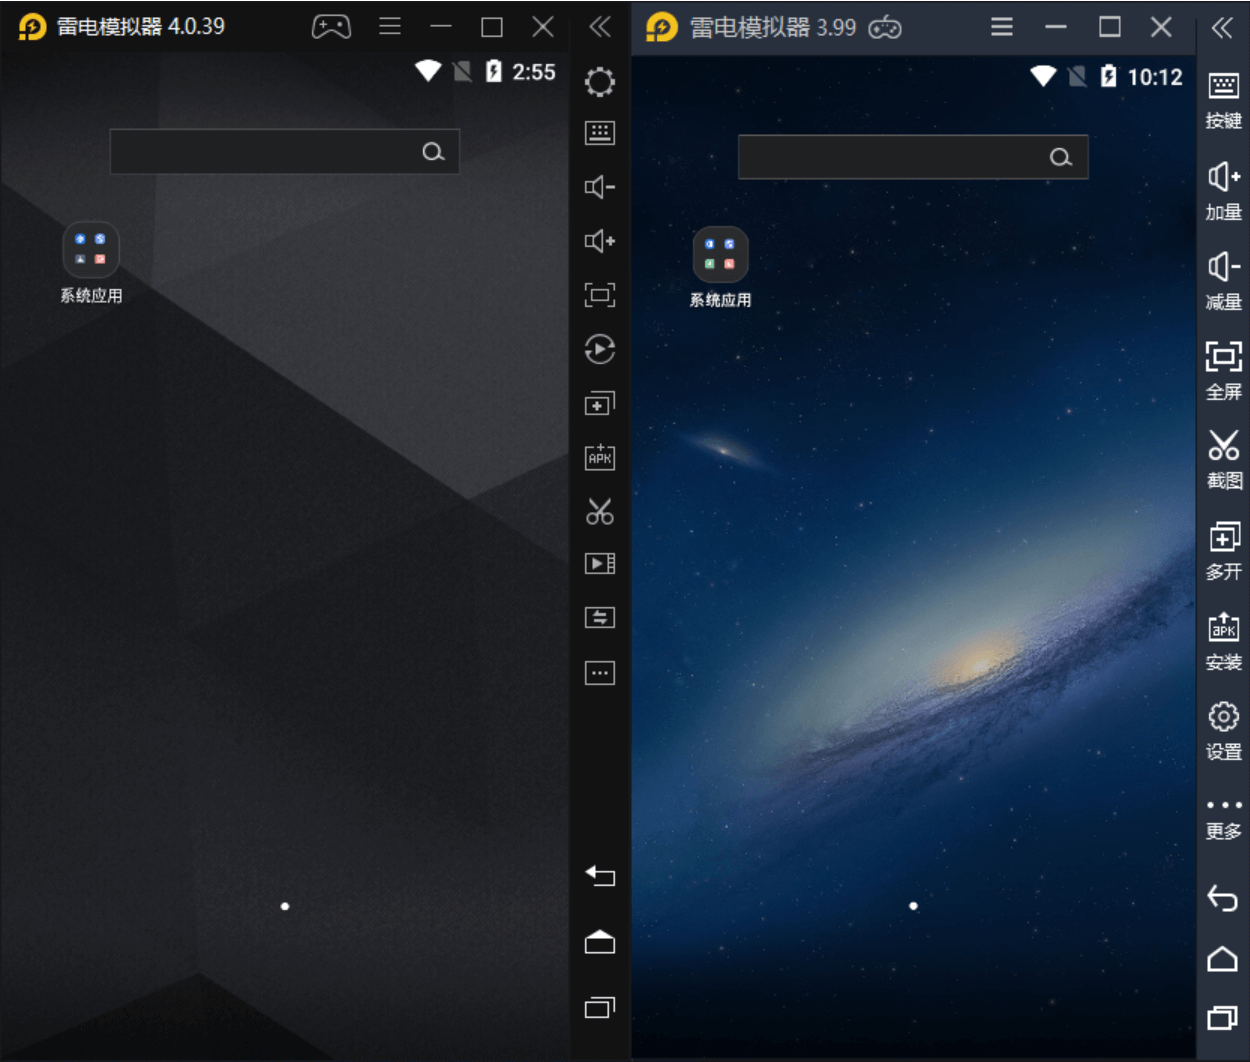 雷电模拟器 4.0.39
2:55
系统应用
APK
雷电模拟器 3.99
10:12
系统应用
按键
加量
减量
全屏
截图
多开
APK
安装
设置
更多